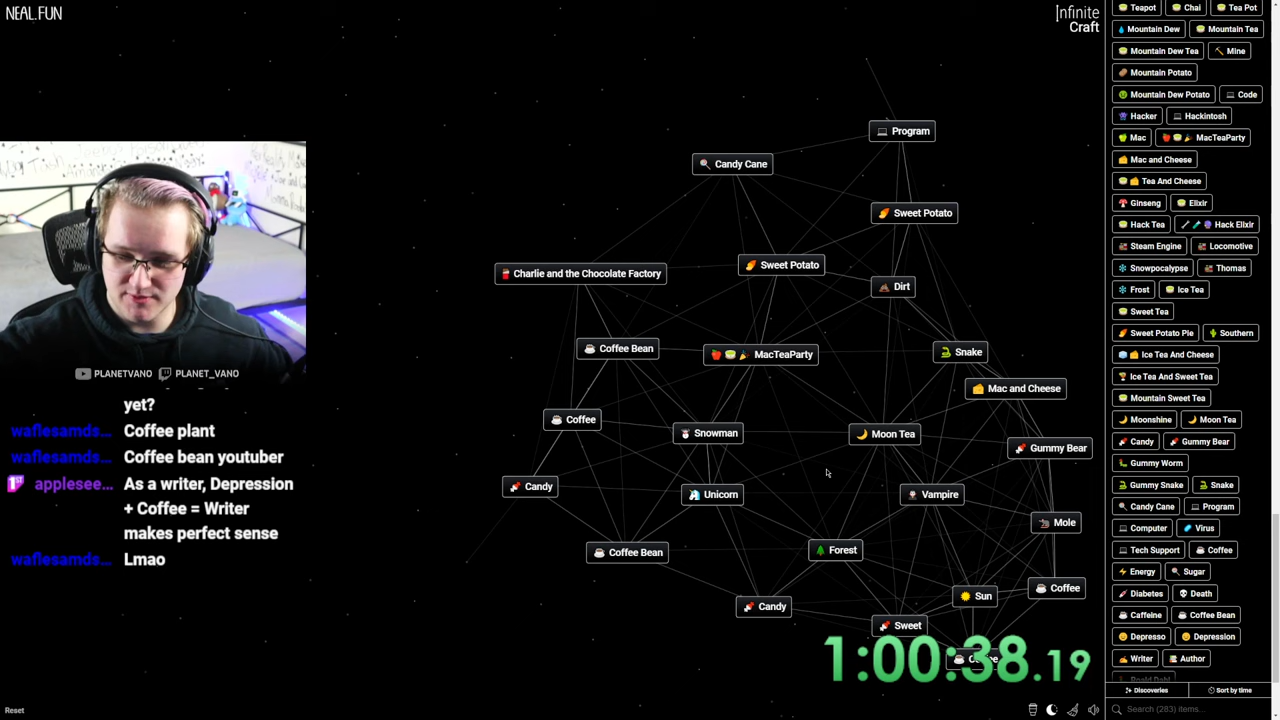 NEAL.FUN
Infinite
Craft
Program
Candy Cane
Sweet Potato
Charlie and the Chocolate Factory
Sweet Potato
Dirt
Coffee Bean
MacTeaParty
Snake
Mac and Cheese
Coffee
Snowman
Moon Tea
Gummy Bear
Candy
Unicorn
Vampire
Mole
Coffee Bean
Forest
Sun
Coffee
Candy
Sweet
1:00:38.19
PLANETVANO PLANET_VANO
yet?
waflesamds... Coffee plant
waflesamds... Coffee bean youtuber
1ST applesee... As a writer, Depression
+ Coffee = Writer
makes perfect sense
waflesamds... Lmao
Teapot Chai Tea Pot
Mountain Dew Mountain Tea
Mountain Dew Tea Mine
Mountain Potato
Mountain Dew Potato Code
Hacker Hackintosh
Mac MacTeaParty
Mac and Cheese
Tea And Cheese
Ginseng Elixir
Hack Tea Hack Elixir
Steam Engine Locomotive
Snowpocalypse Thomas
Frost Ice Tea
Sweet Tea
Sweet Potato Pie Southern
Ice Tea And Cheese
Ice Tea And Sweet Tea
Mountain Sweet Tea
Moonshine Moon Tea
Candy Gummy Bear
Gummy Worm
Gummy Snake Snake
Candy Cane Program
Computer Virus
Tech Support Coffee
Energy Sugar
Diabetes Death
Caffeine Coffee Bean
Depresso Depression
Writer Author
Roald Dahl
Discoveries Sort by time
Search (283) items...
Reset